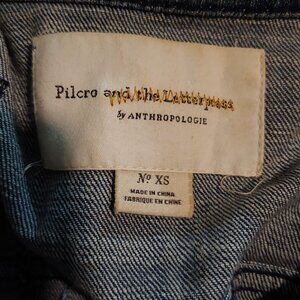 Pilcro and the Letterpress
by ANTHROPOLOGIE
Nº XS
MADE IN CHINA
FABRIQUÉ EN CHINE